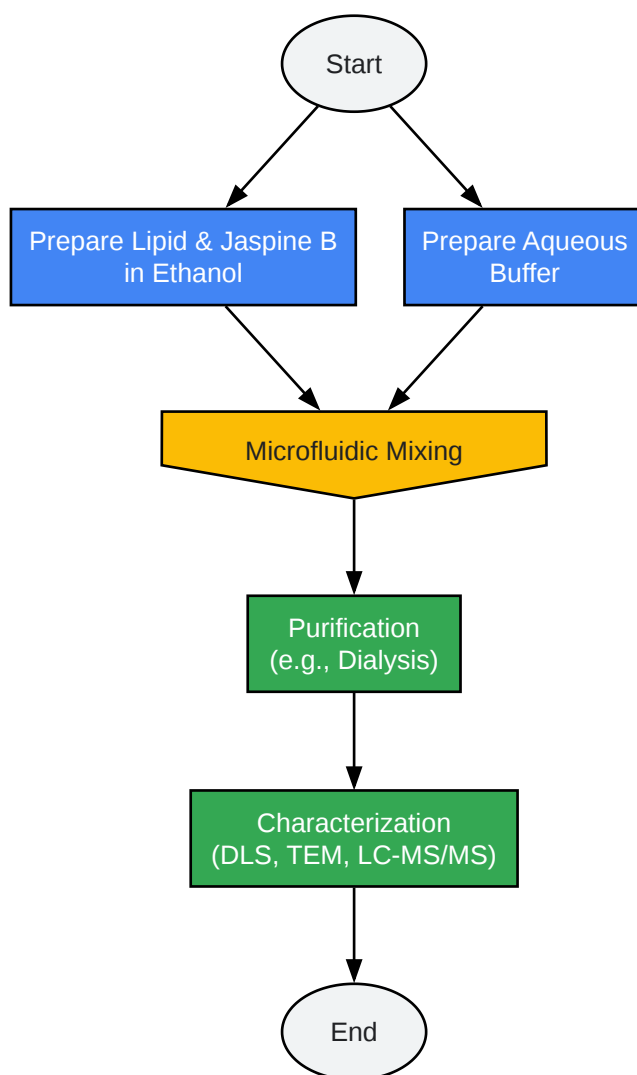 Start
Prepare Lipid & Jaspine B
in Ethanol
Prepare Aqueous
Buffer
Microfluidic Mixing
Purification
(e.g., Dialysis)
Characterization
(DLS, TEM, LC-MS/MS)
End